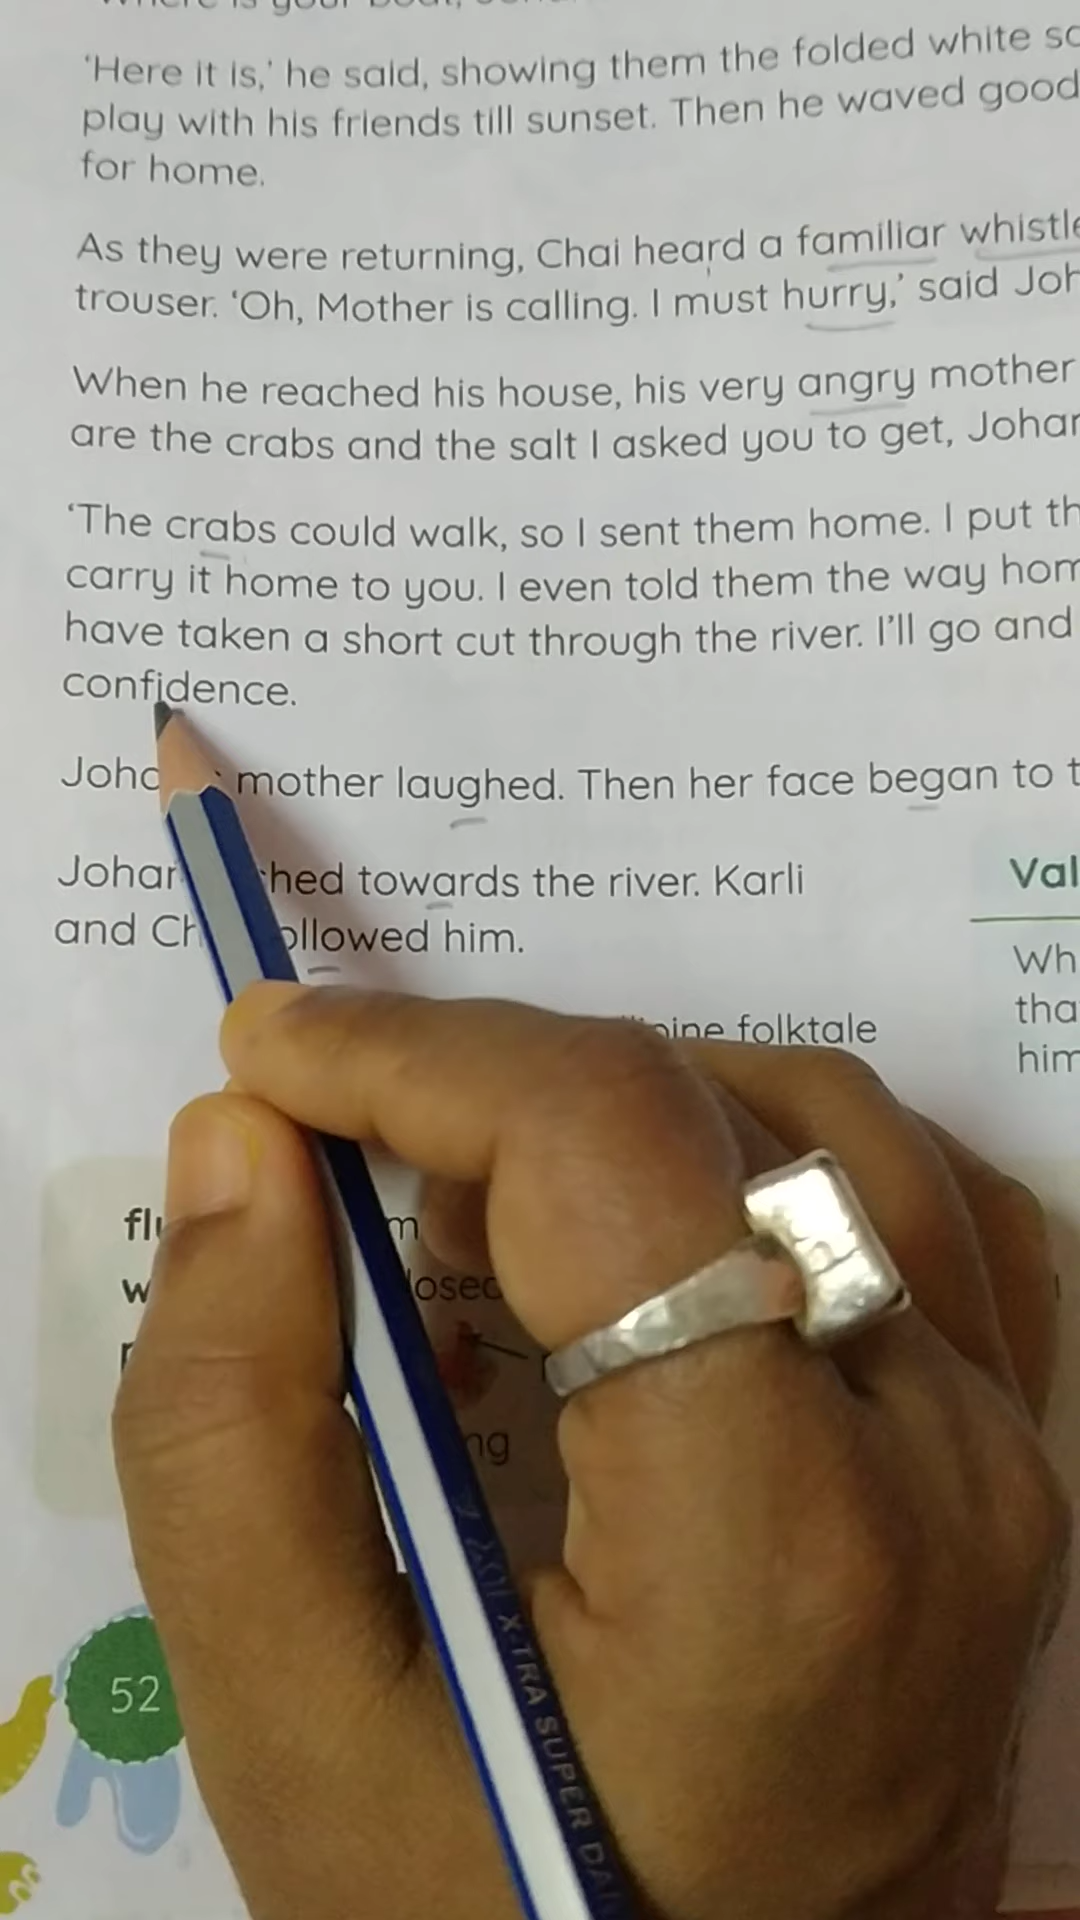 'Here it is,' he said, showing them the folded white
play with his friends till sunset. Then he waved good
for home.
As they were returning, Chai heard a familiar whistle
trouser. 'Oh, Mother is calling. I must hurry,' said Joh
When he reached his house, his very angry mother
are the crabs and the salt I asked you to get, Johan
'The crabs could walk, so I sent them home. I put th
carry it home to you. I even told them the way hom
have taken a short cut through the river. I'll go and
confidence.
mother laughed. Then her face began to t
Johan hed towards the river. Karli
and Ch ollowed him.
folktale
Val
Wh
tha
him
52
X-TRA SUPER DA